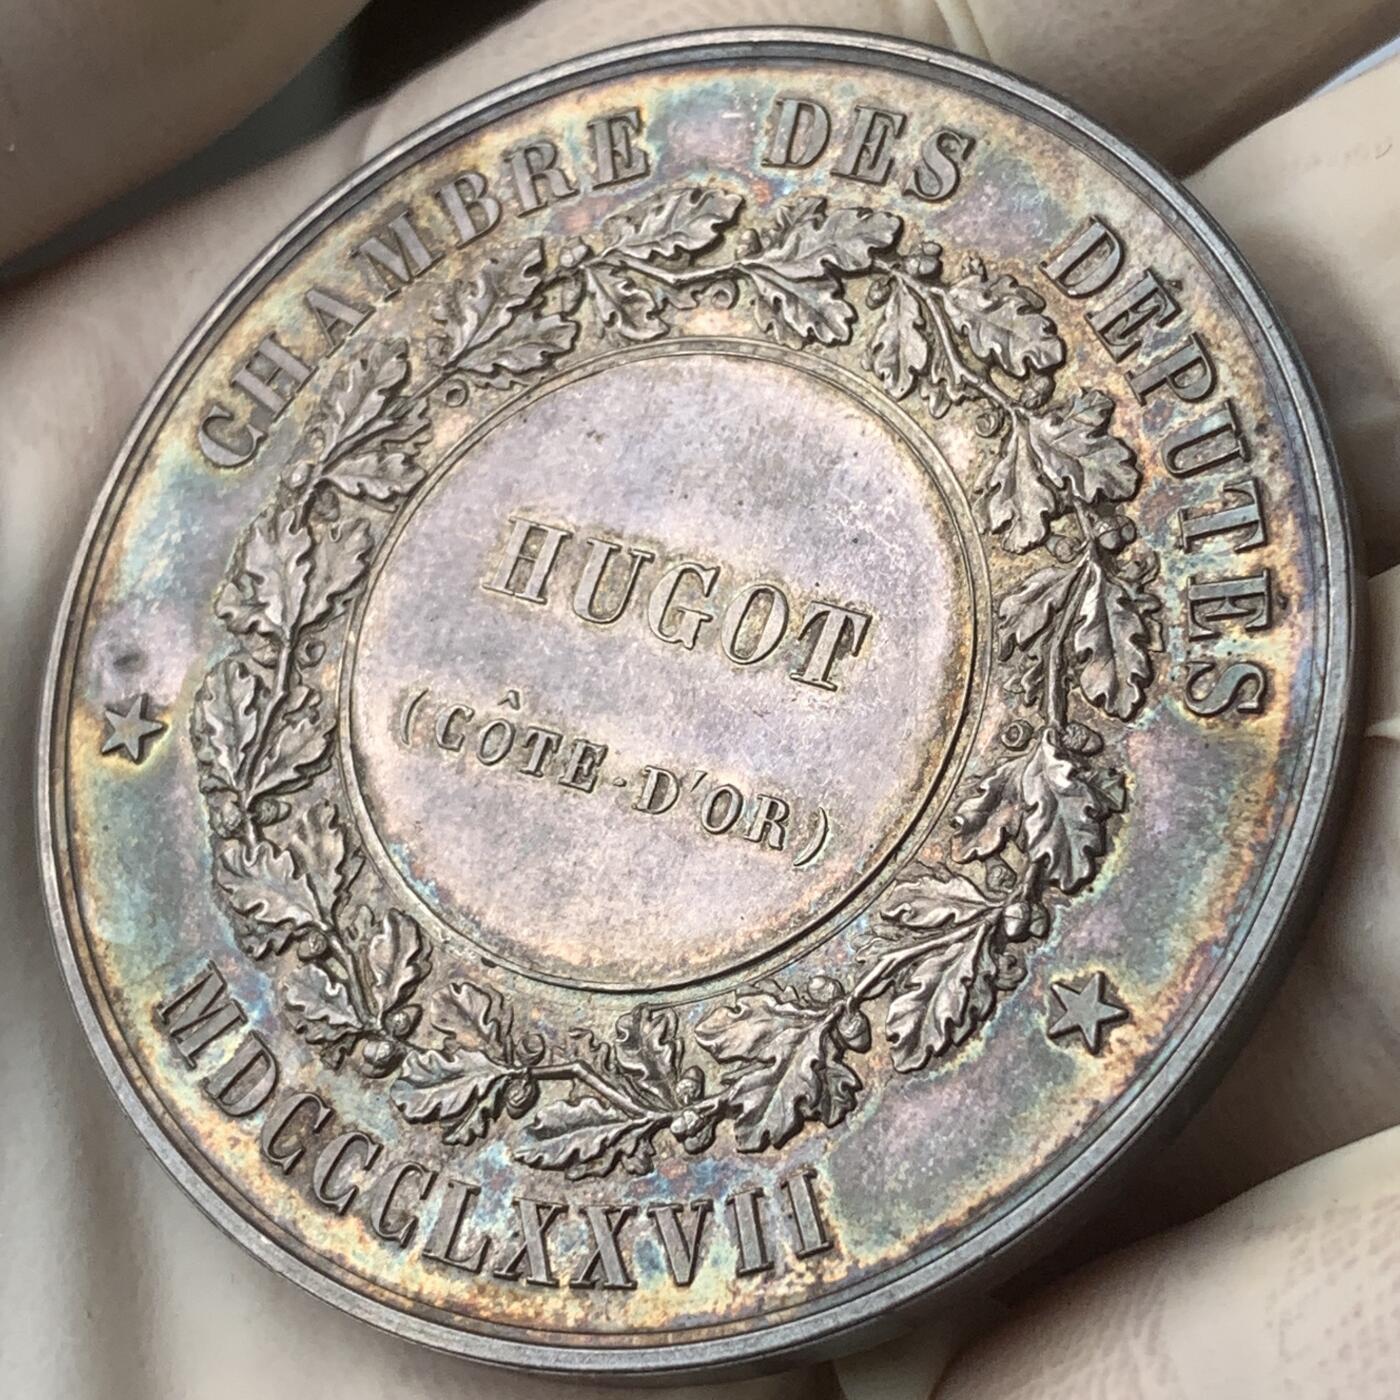 CHAMBRE DES DÉPUTÉS
HUGOT
(CÔTE-D'OR)
MDCCCLXXVII